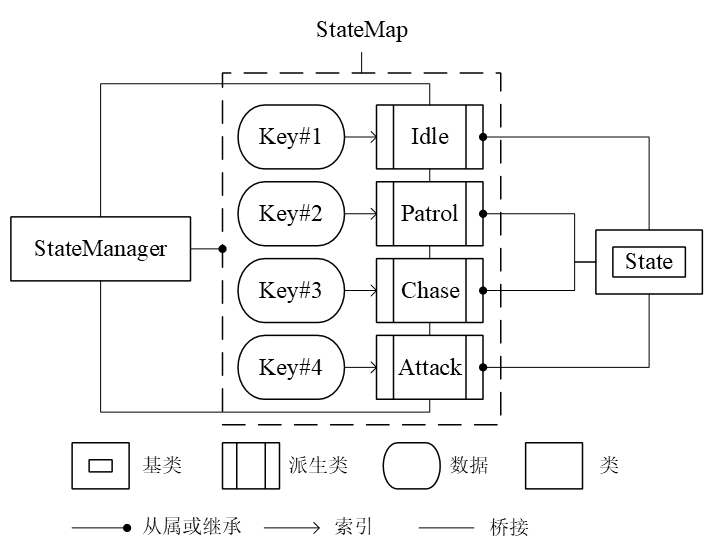 StateMap
Key#1
Idle
Key#2
Patrol
StateManager
State
Key#3
Chase
Key#4
Attack
基类
派生类
数据
类
从属或继承
索引
桥接